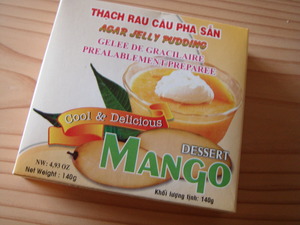 THẠCH RAU CÂU PHA SẴN
AGAR JELLY PUDDING
GELEE DE GRACILAIRE
PREALABLEMENT PREPAREE
Cool & Delicious
DESSERT
MANGO
NW: 4,93 OZ
Net Weight : 140g
Khối lượng tịnh: 140g